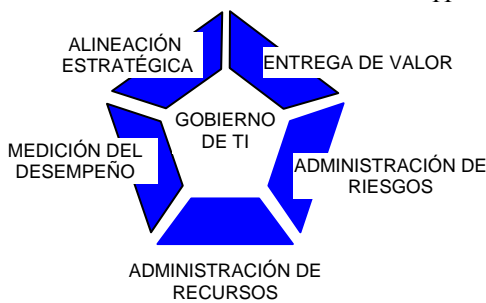 ALINEACIÓN
ESTRATÉGICA
ENTREGA DE VALOR
GOBIERNO
DE TI
MEDICIÓN DEL
DESEMPEÑO
ADMINISTRACIÓN DE
RIESGOS
ADMINISTRACIÓN DE
RECURSOS